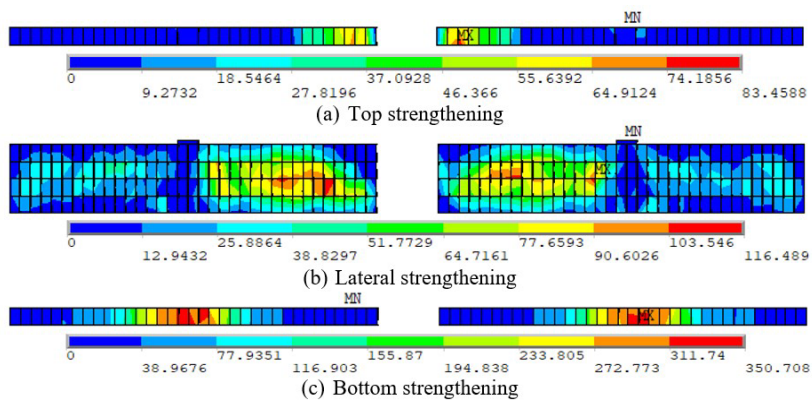 MN
MX
0 18.5464 37.0928 55.6392 74.1856
9.2732 27.8196 46.366 64.9124 83.4588
(a) Top strengthening
MN
MX
0 25.8864 51.7729 77.6593 103.546
12.9432 38.8297 64.7161 90.6026 116.489
(b) Lateral strengthening
MN
MX
0 77.9351 155.87 233.805 311.74
38.9676 116.903 194.838 272.773 350.708
(c) Bottom strengthening